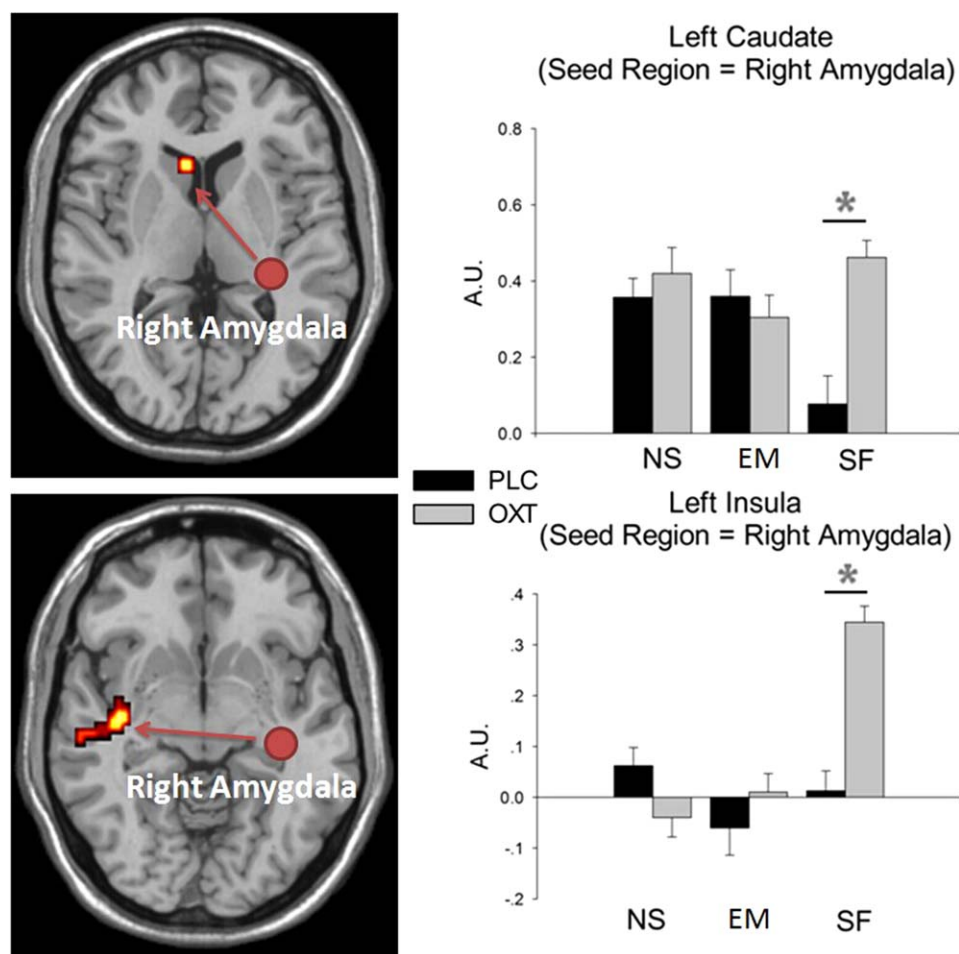 Right Amygdala
Left Caudate
(Seed Region = Right Amygdala)
0.8
0.6
0.4
0.2
0.0
A.U.
*
NS EM SF
PLC
OXT
Right Amygdala
Left Insula
(Seed Region = Right Amygdala)
.4
.3
.2
.1
0.0
-.1
-.2
A.U.
*
NS EM SF